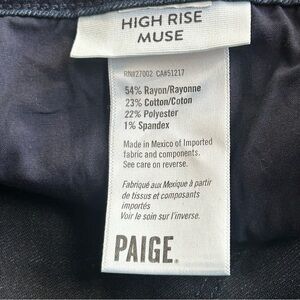 HIGH RISE
MUSE
RN#27002 CA#51217
54% Rayon/Rayonne
23% Cotton/Coton
22% Polyester
1% Spandex
Made in Mexico of Imported
fabric and components.
See care on reverse.
Fabriqué aux Mexique à partir
de tissus et composants
importés
Voir le soin sur l'inverse.
PAIGE.